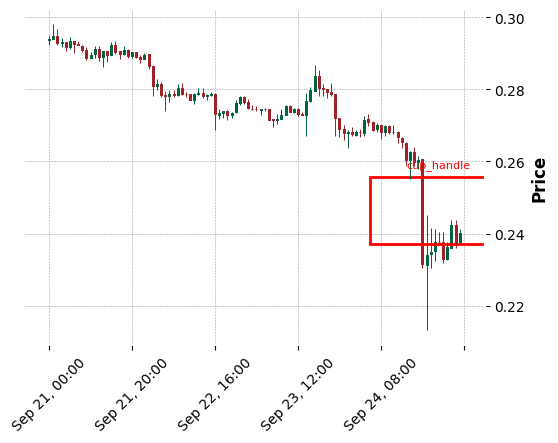 0.30
0.28
0.26
0.24
0.22
cup_handle
Price
Sep 21, 00:00
Sep 21, 20:00
Sep 22, 16:00
Sep 23, 12:00
Sep 24, 08:00